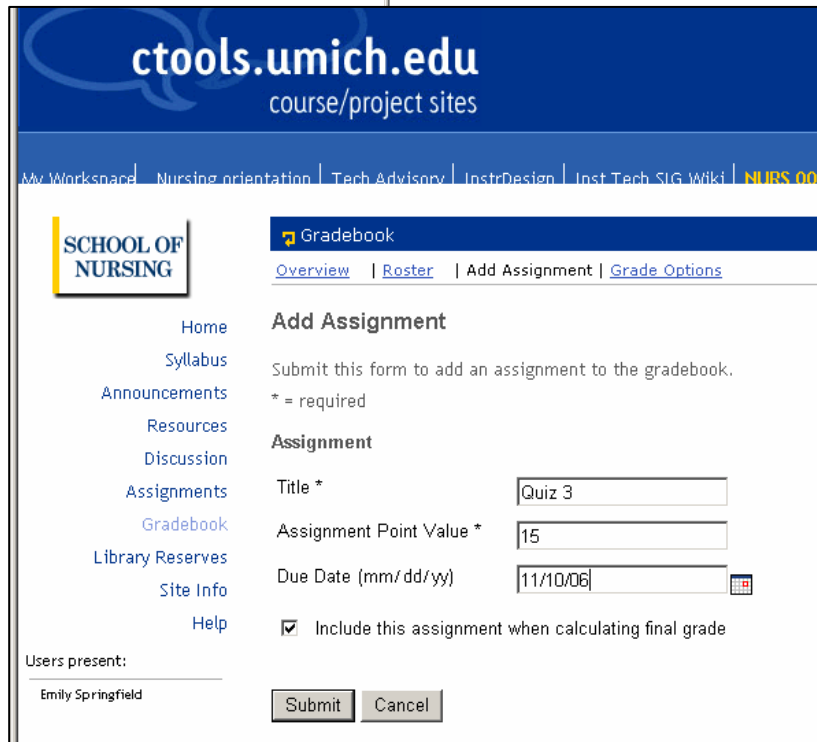 ctools.umich.edu
course/project sites
My Workspace | Nursing orientation | Tech Advisory | InstrDesign | Inst Tech SIG Wiki | NURS 00
SCHOOL OF
NURSING
Home
Syllabus
Announcements
Resources
Discussion
Assignments
Gradebook
Library Reserves
Site Info
Help
Users present:
Emily Springfield
Gradebook
Overview | Roster | Add Assignment | Grade Options
Add Assignment
Submit this form to add an assignment to the gradebook.
* = required
Assignment
Title * Quiz 3
Assignment Point Value * 15
Due Date (mm/dd/yy) 11/10/06
Include this assignment when calculating final grade
Submit Cancel